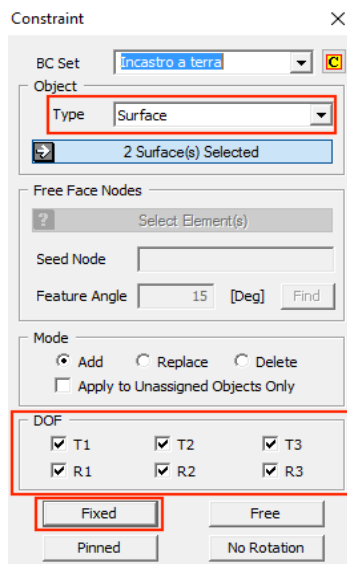 Constraint
BC Set Incastro a terra C
Object
Type Surface
2 Surface(s) Selected
Free Face Nodes
? Select Element(s)
Seed Node
Feature Angle 15 [Deg] Find
Mode
Add Replace Delete
Apply to Unassigned Objects Only
DOF
T1 T2 T3
R1 R2 R3
Fixed Free
Pinned No Rotation